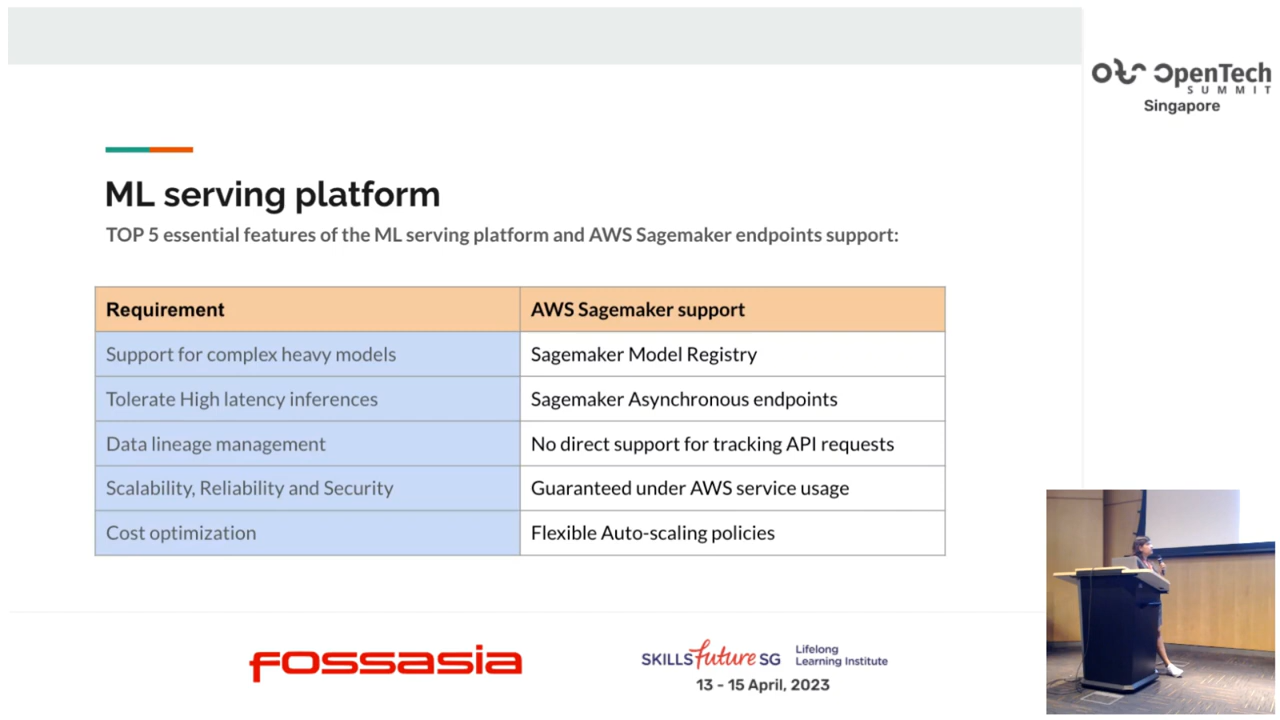 OpenTech
SUMMIT
Singapore
ML serving platform
TOP 5 essential features of the ML serving platform and AWS Sagemaker endpoints support:
Requirement AWS Sagemaker support
Support for complex heavy models Sagemaker Model Registry
Tolerate High latency inferences Sagemaker Asynchronous endpoints
Data lineage management No direct support for tracking API requests
Scalability, Reliability and Security Guaranteed under AWS service usage
Cost optimization Flexible Auto-scaling policies
fossasia
SKILLS future SG Lifelong
Learning Institute
13 - 15 April, 2023